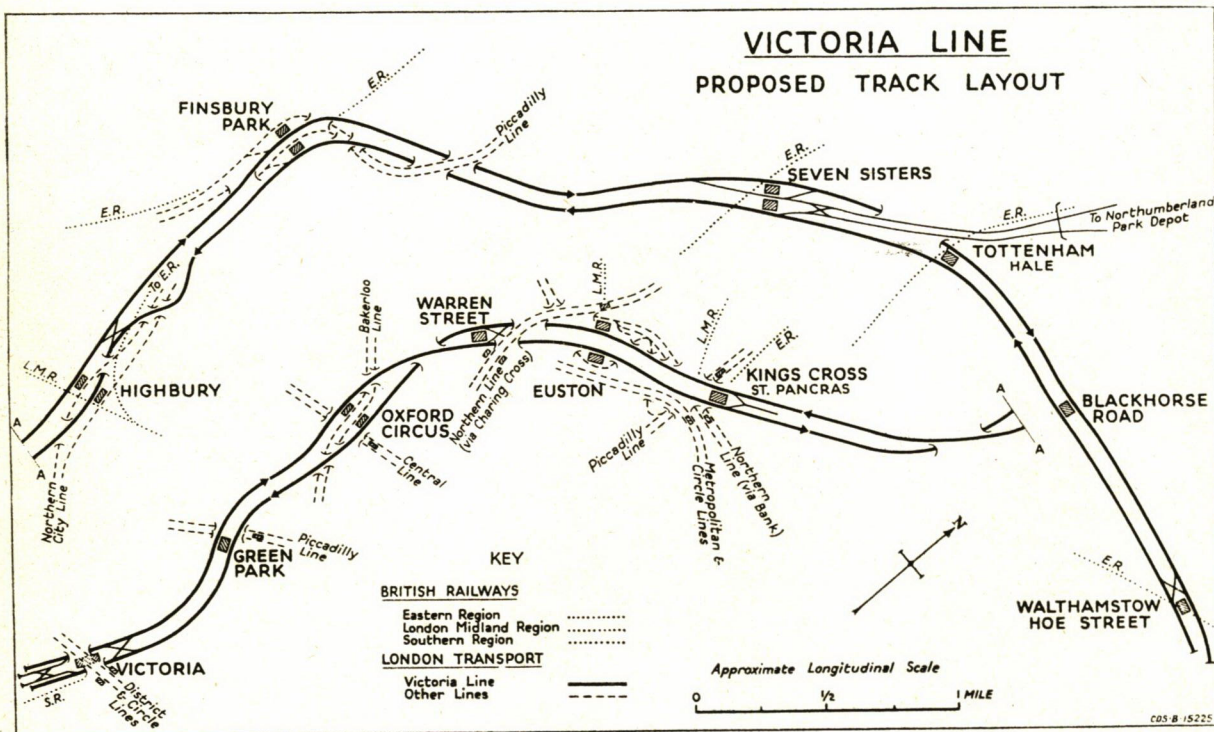 VICTORIA LINE
PROPOSED TRACK LAYOUT
E.R.
FINSBURY
PARK
Piccadilly
Line
E.R.
SEVEN SISTERS
E.R.
E.R.
To Northumberland
Park Depot
TOTTENHAM
HALE
To E.R.
L.M.R.
HIGHBURY
A
A
Northern
City Line
Bakerloo
Line
WARREN
STREET
L.M.R.
Northern Line
(via Charing Cross)
EUSTON
L.M.R.
E.R.
KINGS CROSS
ST. PANCRAS
A
A
BLACKHORSE
ROAD
OXFORD
CIRCUS
Central
Line
Piccadilly
Line
Metropolitan &
Circle Lines
Northern
Line (via Bank)
N
GREEN
PARK
Piccadilly
Line
E.R.
WALTHAMSTOW
HOE STREET
VICTORIA
S.R.
District
& Circle
Lines
KEY
BRITISH RAILWAYS
Eastern Region
London Midland Region
Southern Region
LONDON TRANSPORT
Victoria Line
Other Lines
Approximate Longitudinal Scale
0 1/2 1 MILE
CDS-B-15225